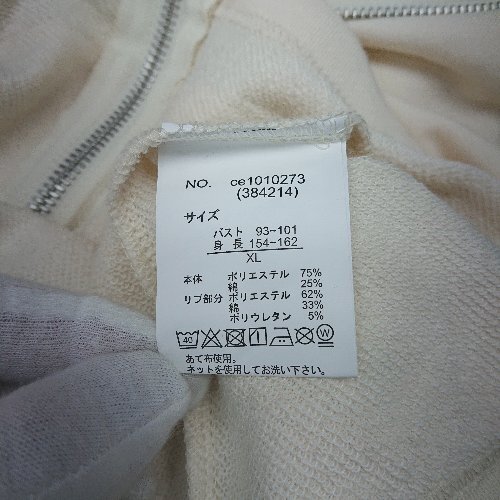 NO. ce1010273
(384214)
サイズ
バスト 93-101
身 長 154-162
XL
本体 ポリエステル 75%
綿 25%
リブ部分 ポリエステル 62%
綿 33%
ポリウレタン 5%
40 W
あて布使用。
ネットを使用してお洗い下さい。